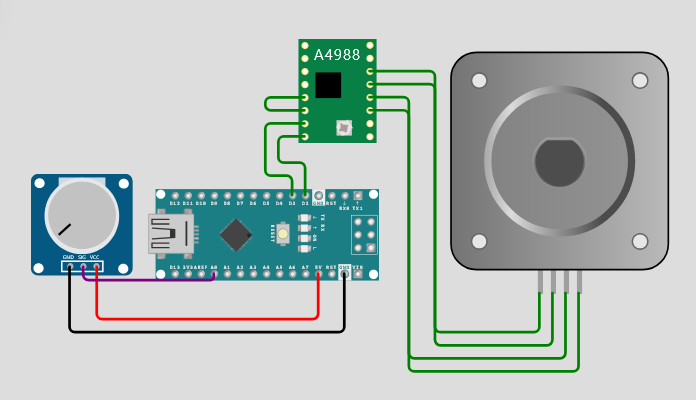 A4988
GND SIG VCC
D12 D11 D10 D9 D8 D7 D6 D5 D4 D3 D2 GND RST RX0 TX1
RESET
TX RX
ON L
D13 3V3 AREF A0 A1 A2 A3 A4 A5 A6 A7 5V RST GND VIN